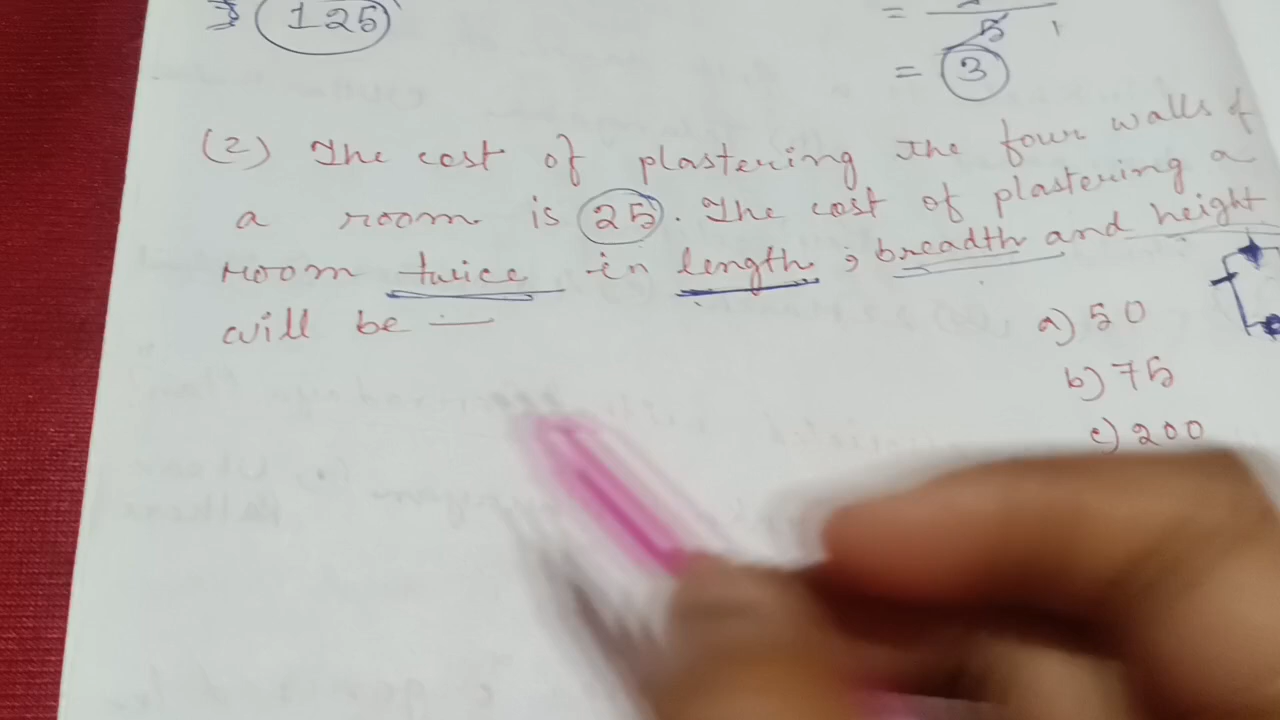 125
=
5
= 3
(2) The cost of plastering the four walls of
a room is 25. The cost of plastering a
room twice in length, breadth and height
will be —
a) 50
b) 75
c) 200